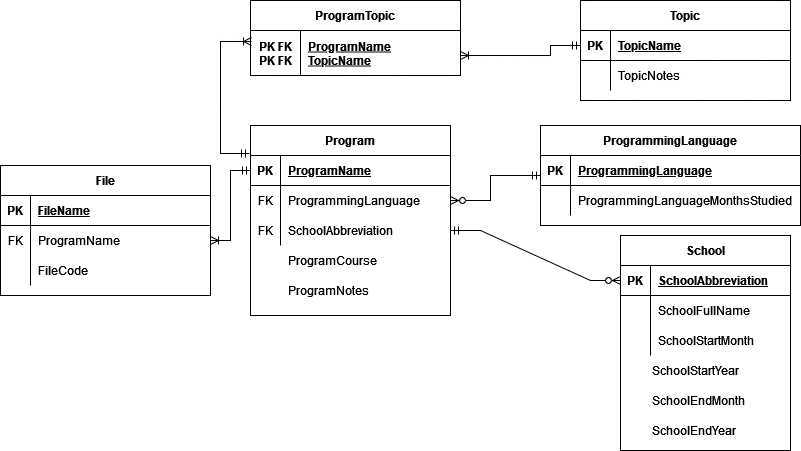 ProgramTopic
PK FK ProgramName
PK FK TopicName
Topic
PK TopicName
TopicNotes
Program
PK ProgramName
FK ProgrammingLanguage
FK SchoolAbbreviation
ProgramCourse
ProgramNotes
ProgrammingLanguage
PK ProgrammingLanguage
ProgrammingLanguageMonthsStudied
File
PK FileName
FK ProgramName
FileCode
School
PK SchoolAbbreviation
SchoolFullName
SchoolStartMonth
SchoolStartYear
SchoolEndMonth
SchoolEndYear